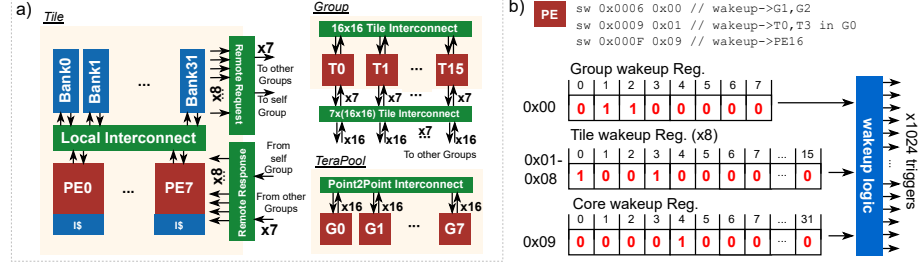 a)
Tile
Bank0
Bank1
...
Bank31
x8
Remote Request
x7
To other
Groups
To self
Group
Local Interconnect
PE0
...
PE7
I$
I$
x8
Remote Response
From
self
Group
From other
Groups
x7
Group
16x16 Tile Interconnect
T0
T1
...
T15
x7
x7
x7
7x(16x16) Tile Interconnect
x16
x16
x7
...
x16
To other Groups
TeraPool
Point2Point Interconnect
x16
x16
x16
G0
G1
...
G7
b)
PE
sw 0x0006 0x00 // wakeup->G1,G2
sw 0x0009 0x01 // wakeup->T0,T3 in G0
sw 0x000F 0x09 // wakeup->PE16
Group wakeup Reg.
0 1 2 3 4 5 6 7
0x00
0 1 1 0 0 0 0 0
Tile wakeup Reg. (x8)
0 1 2 3 4 5 6 7 ... 15
0x01-
0x08
1 0 0 1 0 0 0 0 ... 0
Core wakeup Reg.
0 1 2 3 4 5 6 7 ... 31
0x09
0 0 0 0 1 0 0 0 ... 0
wakeup logic
...
x1024 triggers